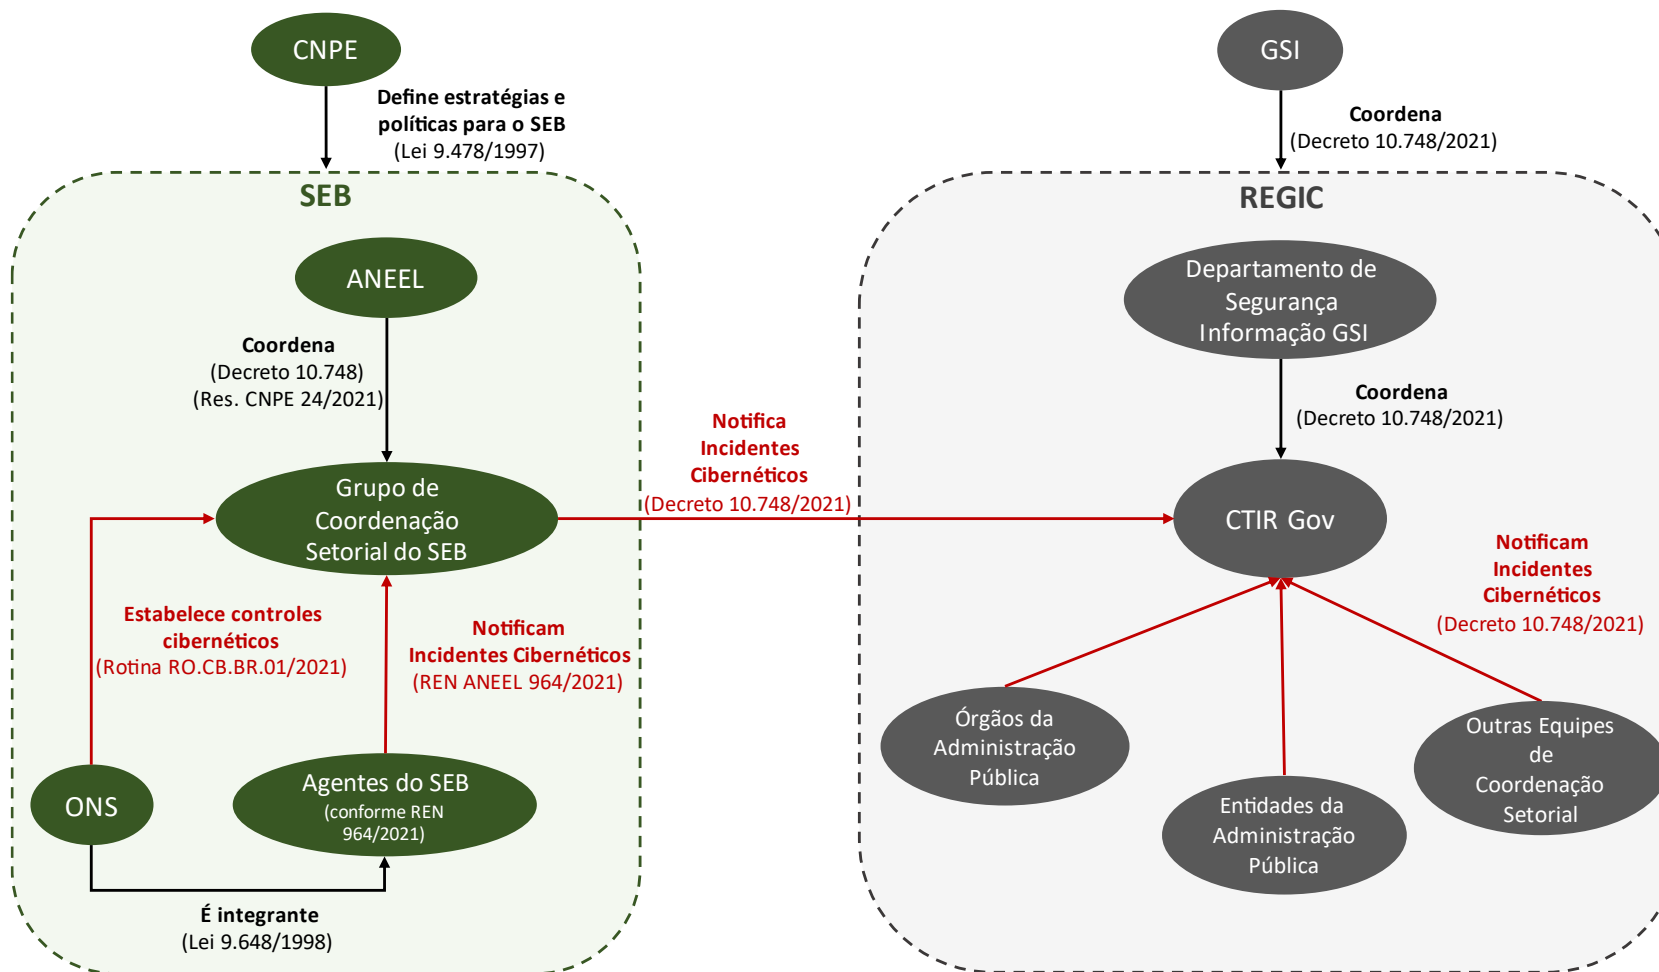 CNPE
Define estratégias e
políticas para o SEB
(Lei 9.478/1997)
SEB
ANEEL
Coordena
(Decreto 10.748)
(Res. CNPE 24/2021)
Grupo de
Coordenação
Setorial do SEB
Estabelece controles
cibernéticos
(Rotina RO.CB.BR.01/2021)
Notificam
Incidentes Cibernéticos
(REN ANEEL 964/2021)
ONS
Agentes do SEB
(conforme REN
964/2021)
É integrante
(Lei 9.648/1998)
Notifica
Incidentes
Cibernéticos
(Decreto 10.748/2021)
GSI
Coordena
(Decreto 10.748/2021)
REGIC
Departamento de
Segurança
Informação GSI
Coordena
(Decreto 10.748/2021)
CTIR Gov
Notificam
Incidentes
Cibernéticos
(Decreto 10.748/2021)
Órgãos da
Administração
Pública
Entidades da
Administração
Pública
Outras Equipes
de
Coordenação
Setorial